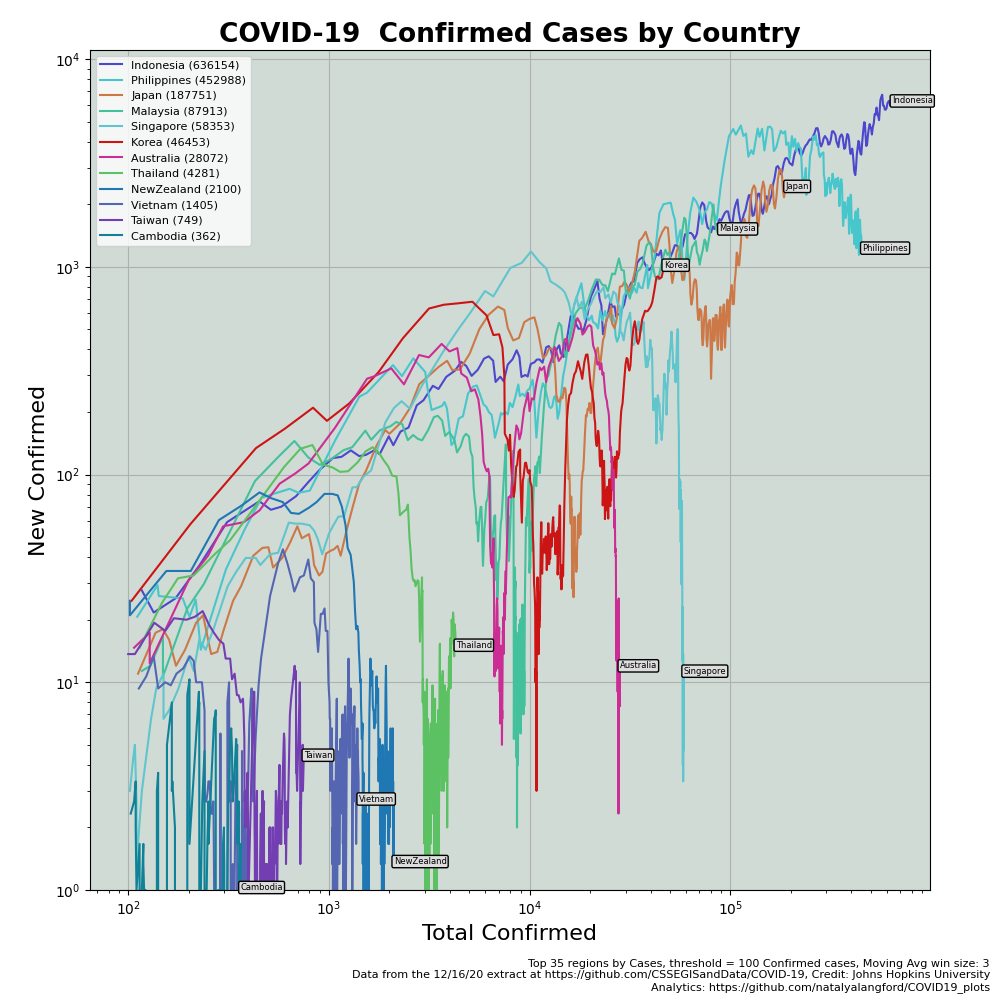 COVID-19  Confirmed Cases by Country
Indonesia (636154)
Philippines (452988)
Japan (187751)
Malaysia (87913)
Singapore (58353)
Korea (46453)
Australia (28072)
Thailand (4281)
NewZealand (2100)
Vietnam (1405)
Taiwan (749)
Cambodia (362)
Indonesia
Japan
Malaysia
Philippines
Korea
Thailand
Australia
Singapore
Taiwan
Vietnam
NewZealand
Cambodia
New Confirmed
10⁴
10³
10²
10¹
10⁰
10² 10³ 10⁴ 10⁵
Total Confirmed
Top 35 regions by Cases, threshold = 100 Confirmed cases, Moving Avg win size: 3
Data from the 12/16/20 extract at https://github.com/CSSEGISandData/COVID-19, Credit: Johns Hopkins University
Analytics: https://github.com/natalyalangford/COVID19_plots